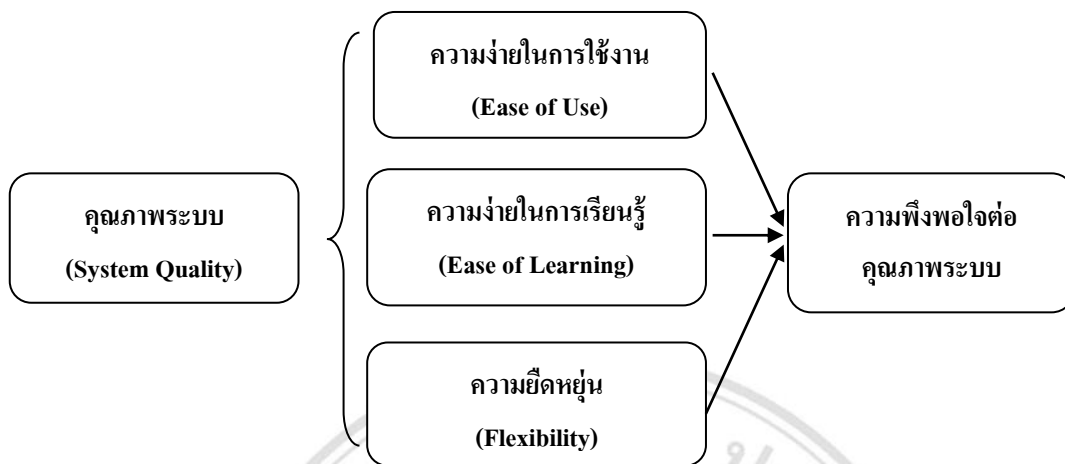 ความง่ายในการใช้งาน
(Ease of Use)
คุณภาพระบบ
(System Quality)
ความง่ายในการเรียนรู้
(Ease of Learning)
ความพึงพอใจต่อ
คุณภาพระบบ
ความยืดหยุ่น
(Flexibility)